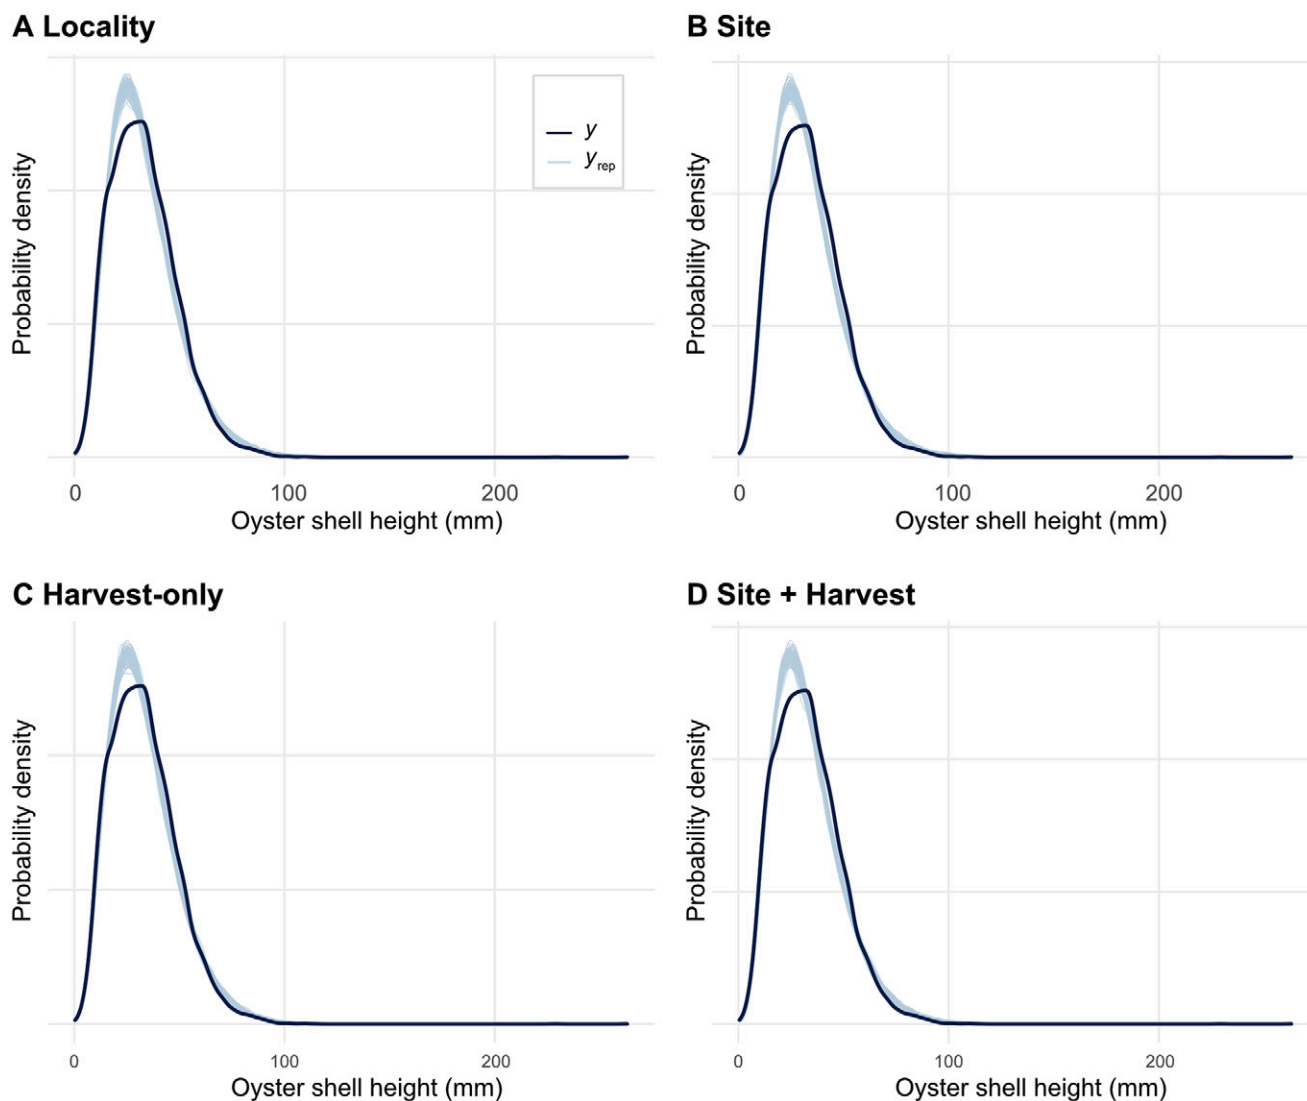 A Locality
B Site
y
y rep
Probability density
Probability density
0 100 200
0 100 200
Oyster shell height (mm)
Oyster shell height (mm)
C Harvest-only
D Site + Harvest
Probability density
Probability density
0 100 200
0 100 200
Oyster shell height (mm)
Oyster shell height (mm)